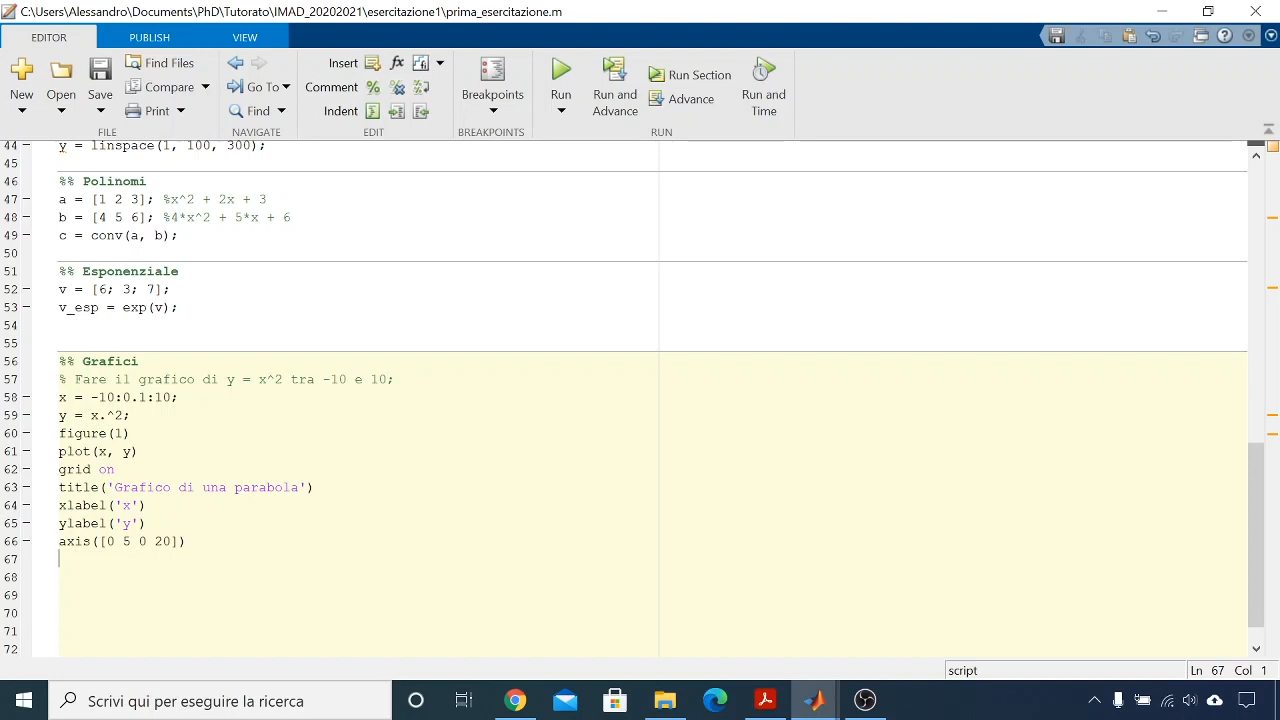 C:\Users\Alessandro\Documents\PhD\Tutorato\IMAD_20202021\esercitazione1\prima_esercitazione.m
EDITOR PUBLISH VIEW
New Open Save Find Files Compare Print
Go To Find
Insert fx
Comment % 
Indent
Breakpoints
Run Run and Advance Run Section Advance Run and Time
FILE NAVIGATE EDIT BREAKPOINTS RUN
44 y = linspace(1, 100, 300);
45
46 %% Polinomi
47 a = [1 2 3]; %x^2 + 2x + 3
48 b = [4 5 6]; %4*x^2 + 5*x + 6
49 c = conv(a, b);
50
51 %% Esponenziale
52 v = [6; 3; 7];
53 v_esp = exp(v);
54
55
56 %% Grafici
57 % Fare il grafico di y = x^2 tra -10 e 10;
58 x = -10:0.1:10;
59 y = x.^2;
60 figure(1)
61 plot(x, y)
62 grid on
63 title('Grafico di una parabola')
64 xlabel('x')
65 ylabel('y')
66 axis([0 5 0 20])
67
68
69
70
71
72
script Ln 67 Col 1
Scrivi qui per eseguire la ricerca